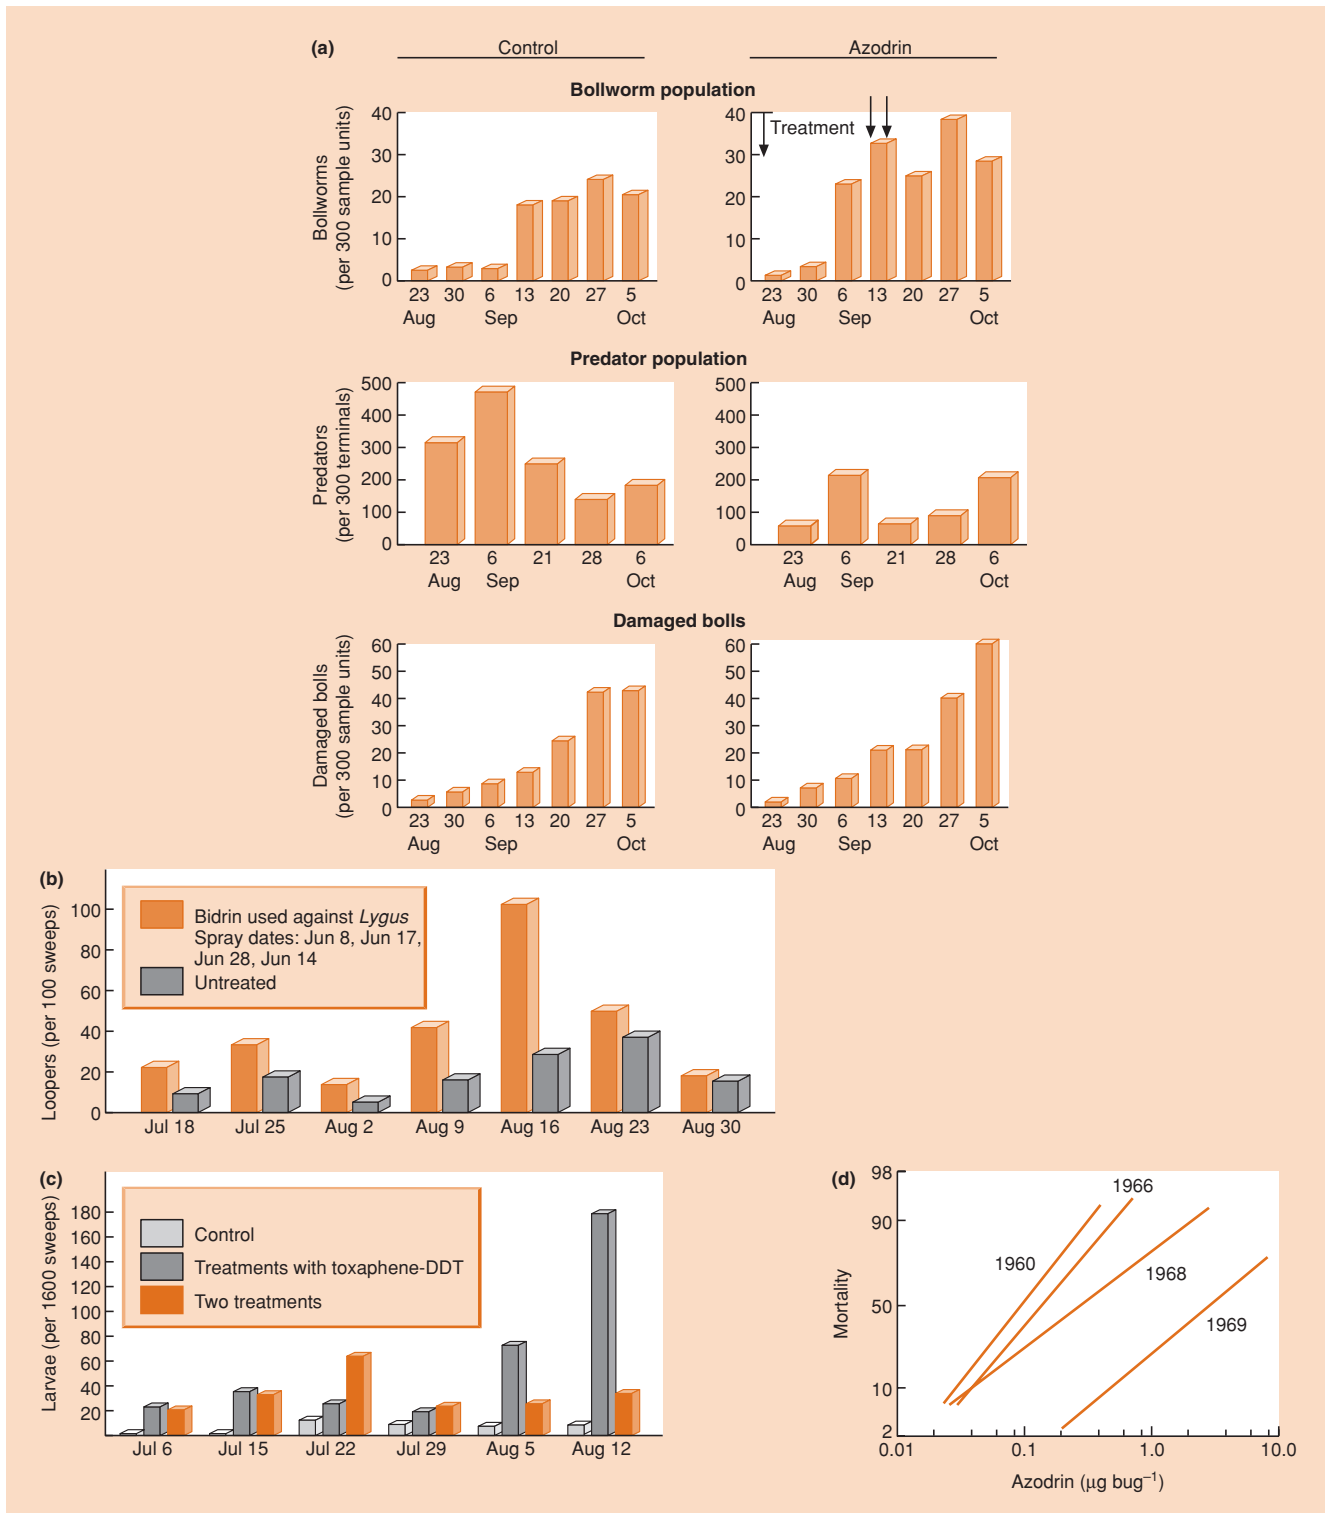 (a)
Control
Azodrin
Bollworm population
Bollworms
(per 300 sample units)
40
30
20
10
0
23 30 6 13 20 27 5
Aug Sep Oct
40
30
20
10
0
Treatment
23 30 6 13 20 27 5
Aug Sep Oct
Predator population
Predators
(per 300 terminals)
500
400
300
200
100
0
23 6 21 28 6
Aug Sep Oct
500
400
300
200
100
0
23 6 21 28 6
Aug Sep Oct
Damaged bolls
Damaged bolls
(per 300 sample units)
60
50
40
30
20
10
0
23 30 6 13 20 27 5
Aug Sep Oct
60
50
40
30
20
10
0
23 30 6 13 20 27 5
Aug Sep Oct
(b)
Loopers (per 100 sweeps)
100
80
60
40
20
0
Bidrin used against Lygus
Spray dates: Jun 8, Jun 17,
Jun 28, Jun 14
Untreated
Jul 18 Jul 25 Aug 2 Aug 9 Aug 16 Aug 23 Aug 30
(c)
Larvae (per 1600 sweeps)
180
160
140
120
100
80
60
40
20
Control
Treatments with toxaphene-DDT
Two treatments
Jul 6 Jul 15 Jul 22 Jul 29 Aug 5 Aug 12
(d)
Mortality
98
90
50
10
2
1966
1960
1968
1969
0.01 0.1 1.0 10.0
Azodrin (µg bug⁻¹)